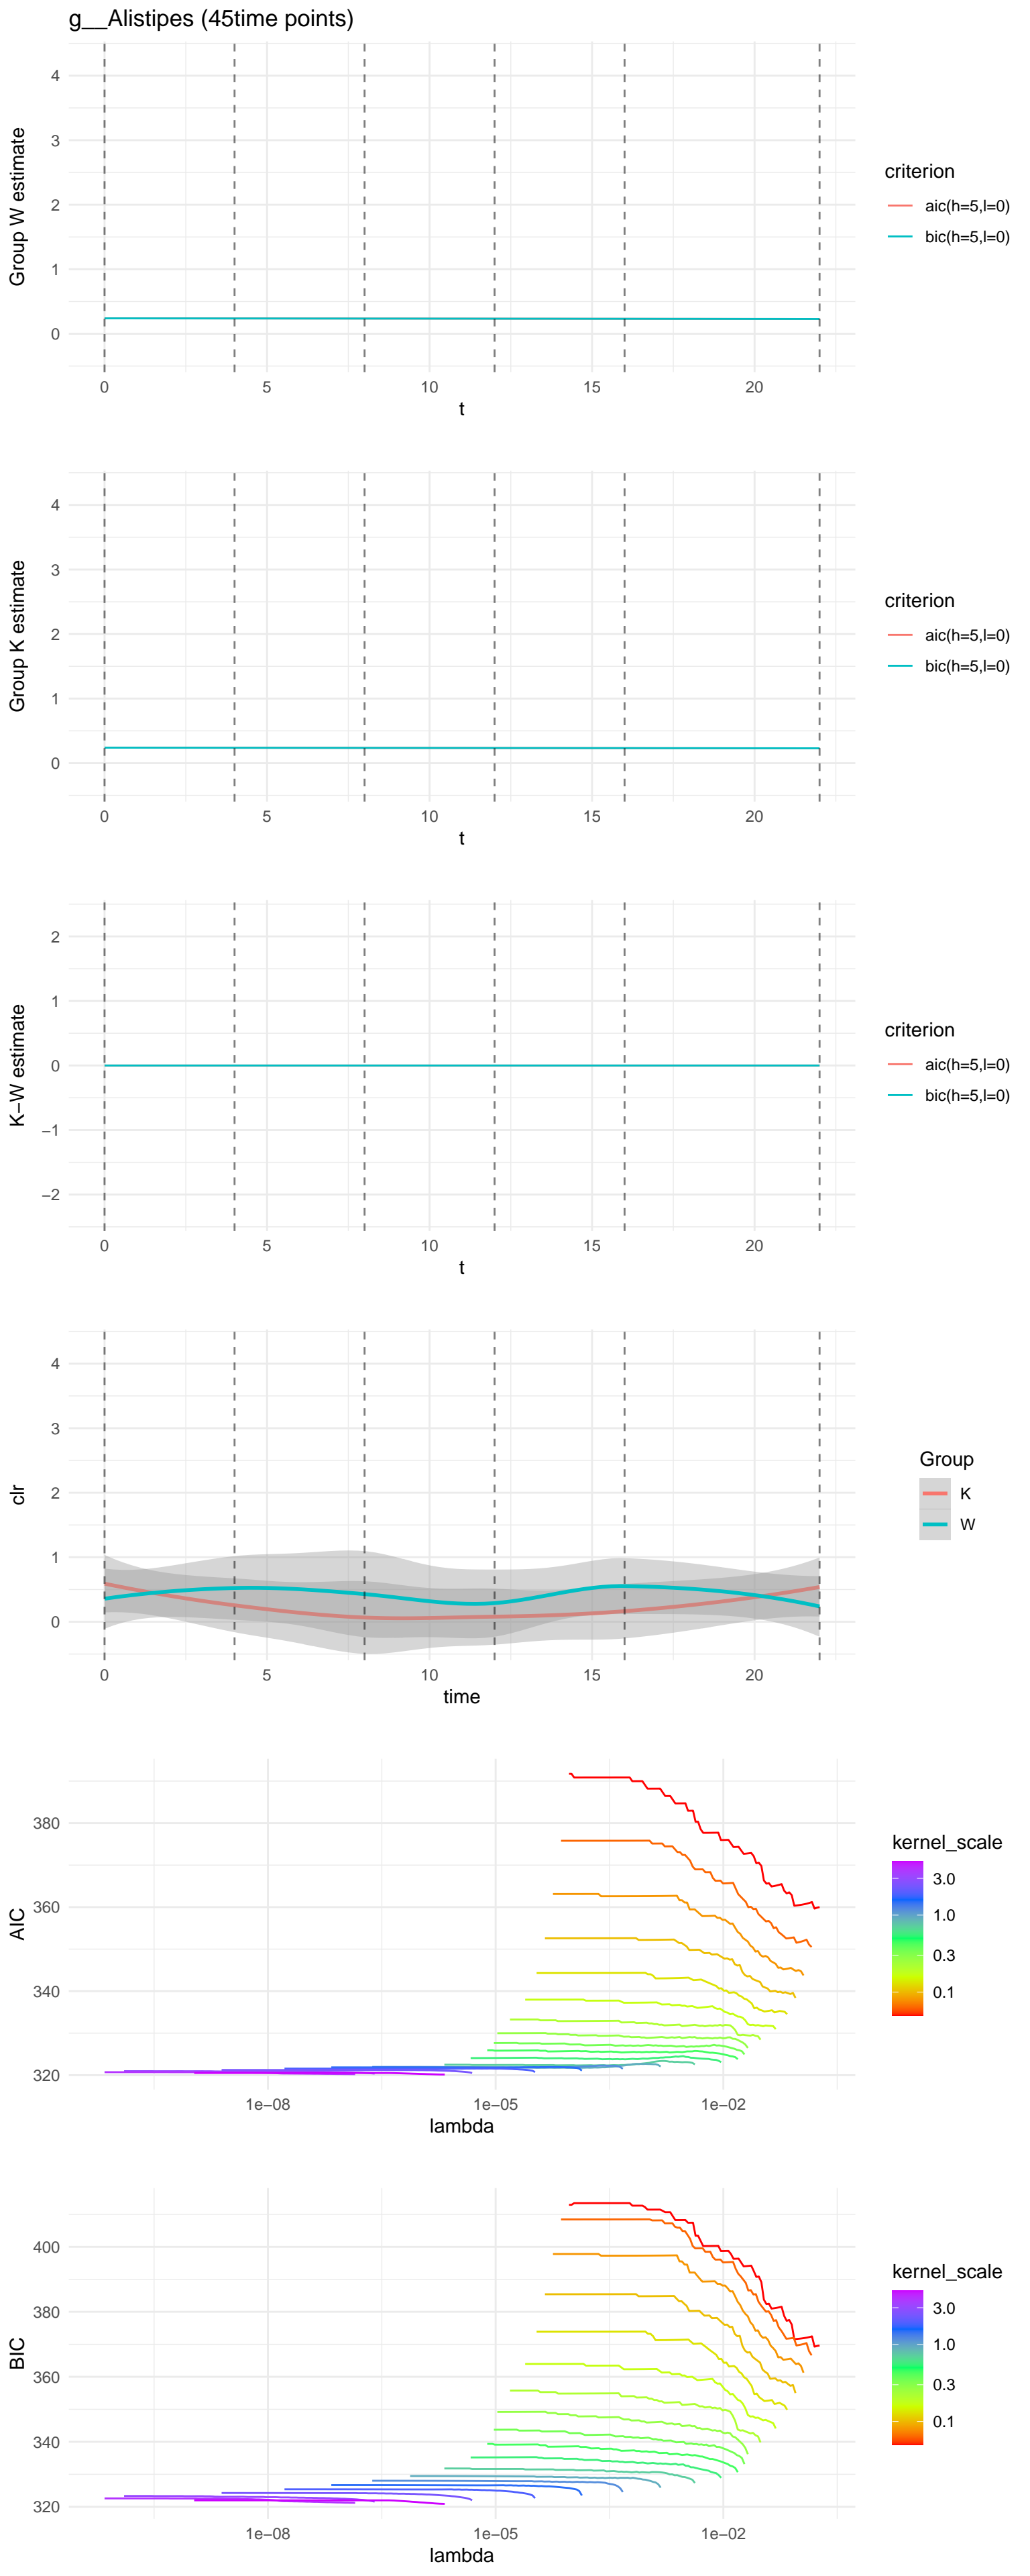 g__Alistipes (45time points)
Group W estimate
4
3
2
1
0
0
5
10
15
20
t
criterion
aic(h=5,l=0)
bic(h=5,l=0)
Group K estimate
4
3
2
1
0
0
5
10
15
20
t
criterion
aic(h=5,l=0)
bic(h=5,l=0)
K−W estimate
2
1
0
−1
−2
0
5
10
15
20
t
criterion
aic(h=5,l=0)
bic(h=5,l=0)
clr
4
3
2
1
0
0
5
10
15
20
time
Group
K
W
AIC
380
360
340
320
1e−08
1e−05
1e−02
lambda
kernel_scale
3.0
1.0
0.3
0.1
BIC
400
380
360
340
320
1e−08
1e−05
1e−02
lambda
kernel_scale
3.0
1.0
0.3
0.1